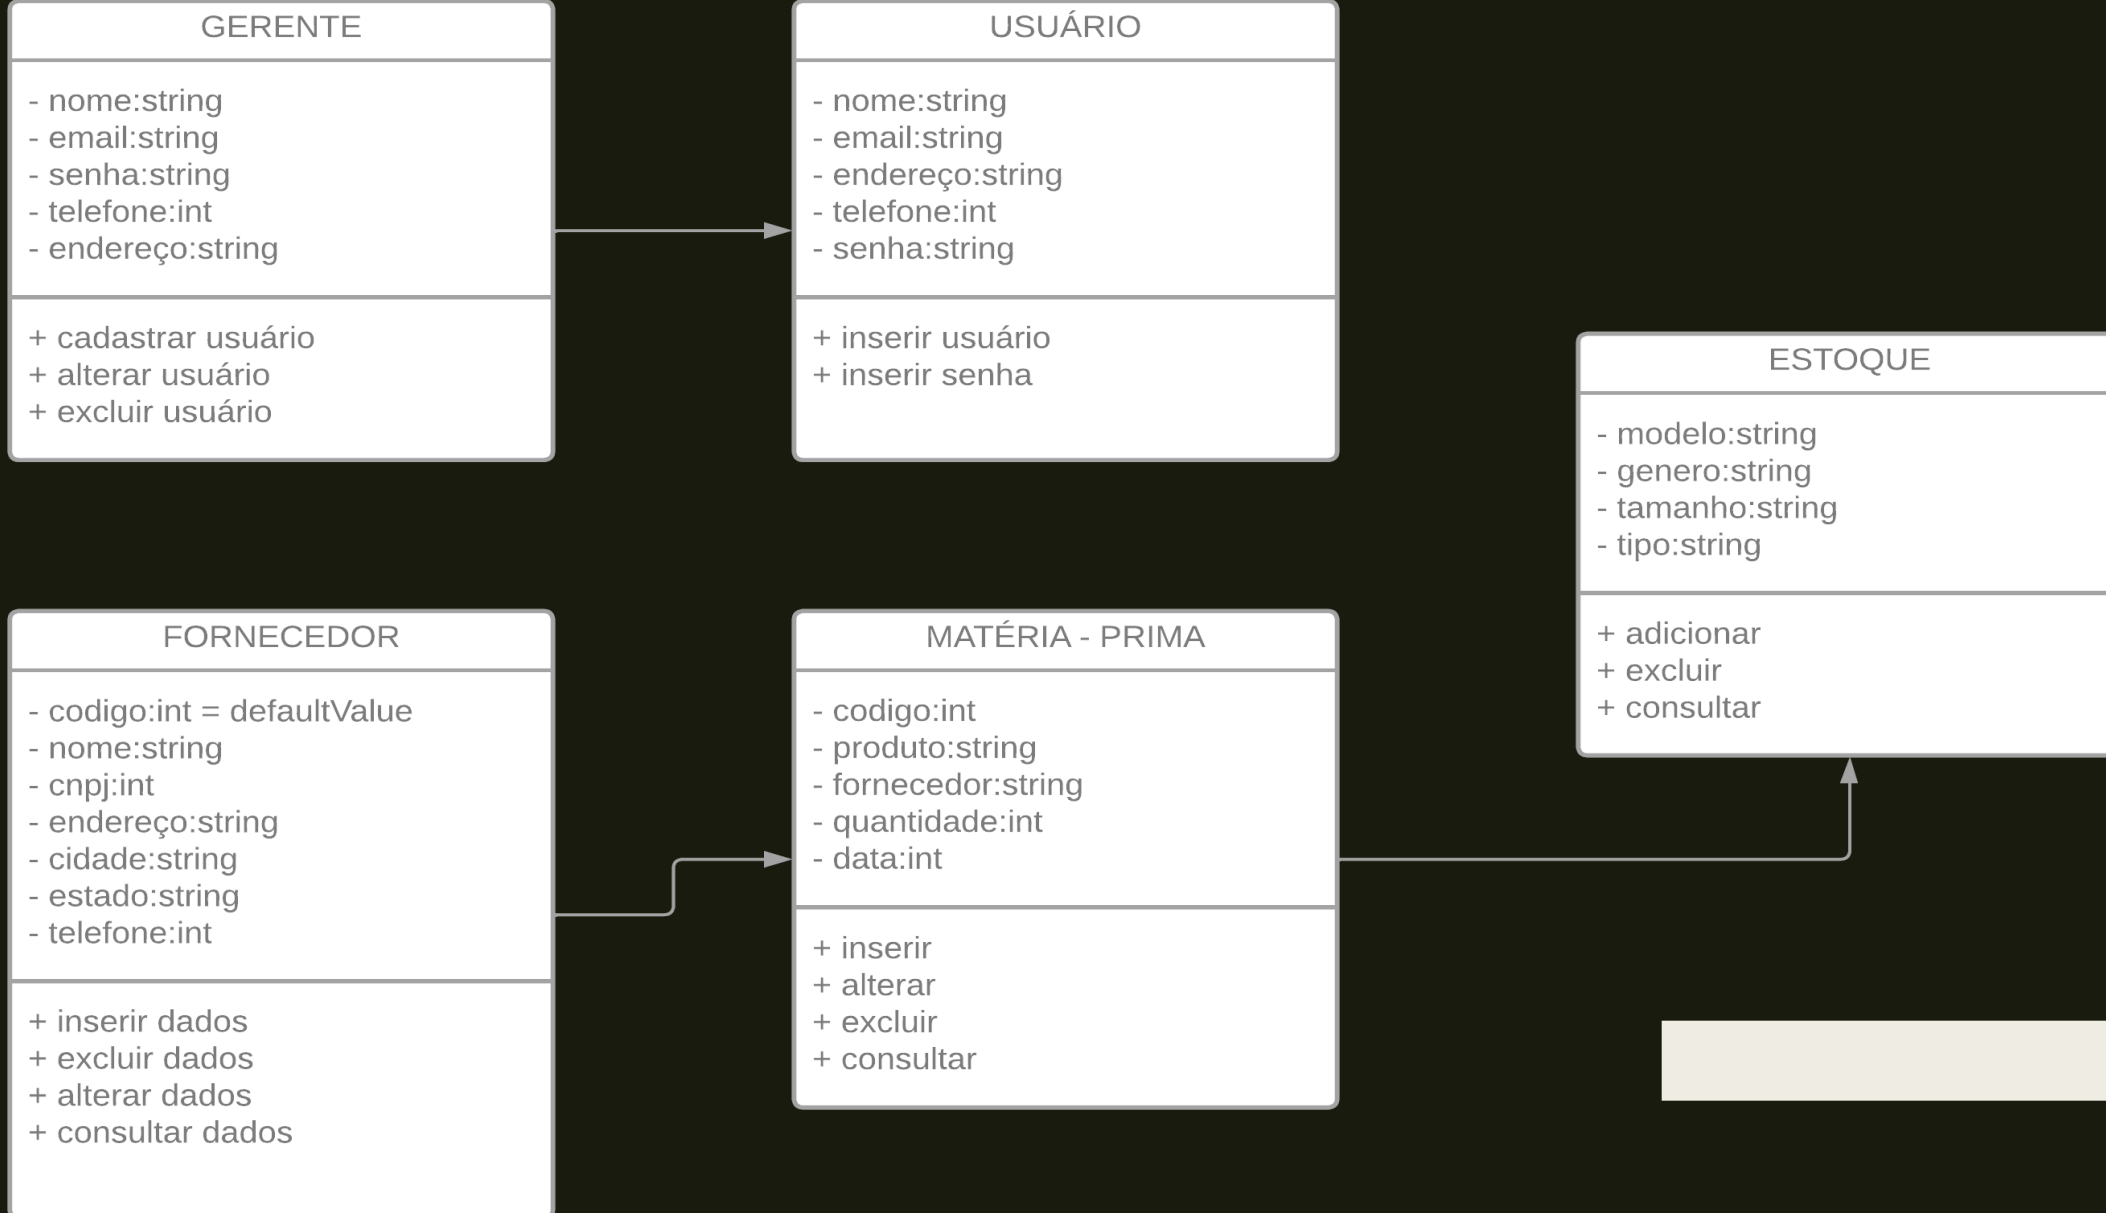 GERENTE
- nome:string
- email:string
- senha:string
- telefone:int
- endereço:string
+ cadastrar usuário
+ alterar usuário
+ excluir usuário
USUÁRIO
- nome:string
- email:string
- endereço:string
- telefone:int
- senha:string
+ inserir usuário
+ inserir senha
ESTOQUE
- modelo:string
- genero:string
- tamanho:string
- tipo:string
+ adicionar
+ excluir
+ consultar
FORNECEDOR
- codigo:int = defaultValue
- nome:string
- cnpj:int
- endereço:string
- cidade:string
- estado:string
- telefone:int
+ inserir dados
+ excluir dados
+ alterar dados
+ consultar dados
MATÉRIA - PRIMA
- codigo:int
- produto:string
- fornecedor:string
- quantidade:int
- data:int
+ inserir
+ alterar
+ excluir
+ consultar